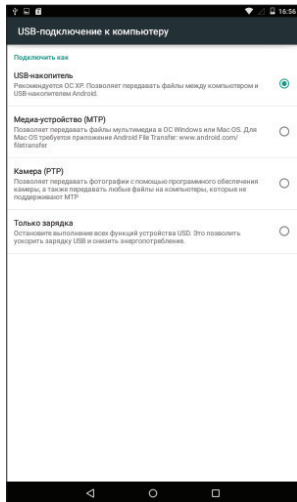 16:56
USB-подключение к компьютеру
Подключить как
USB-накопитель
Рекомендуется ОС XP. Позволяет передавать файлы между компьютером и
USB-накопителем Android.
Медиа-устройство (MTP)
Позволяет передавать файлы мультимедиа в ОС Windows или Mac OS. Для
Mac OS требуется приложение Android File Transfer: www.android.com/
filetransfer
Камера (PTP)
Позволяет передавать фотографии с помощью программного обеспечения
камеры, а также передавать любые файлы на компьютеры, которые не
поддерживают MTP
Только зарядка
Остановите выполнение всех функций устройства USD. Это позволить
ускорить зарядку USB и снизить энергопотребление.